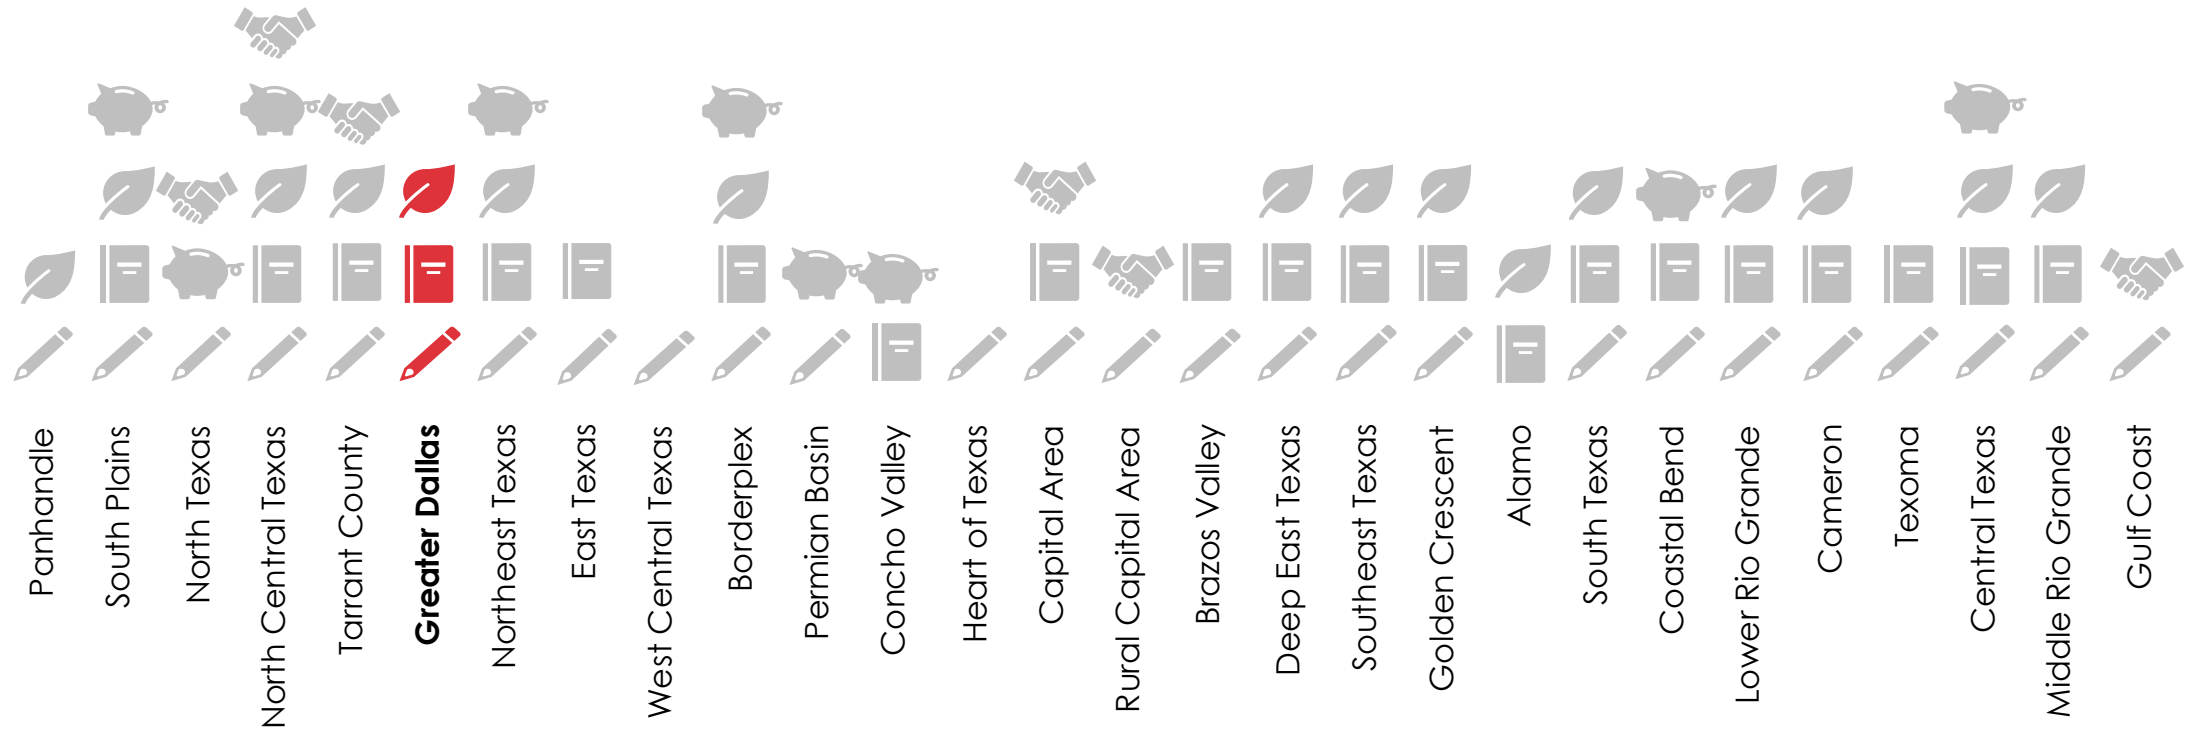 Panhandle
South Plains
North Texas
North Central Texas
Tarrant County
Greater Dallas
Northeast Texas
East Texas
West Central Texas
Borderplex
Permian Basin
Concho Valley
Heart of Texas
Capital Area
Rural Capital Area
Brazos Valley
Deep East Texas
Southeast Texas
Golden Crescent
Alamo
South Texas
Coastal Bend
Lower Rio Grande
Cameron
Texoma
Central Texas
Middle Rio Grande
Gulf Coast